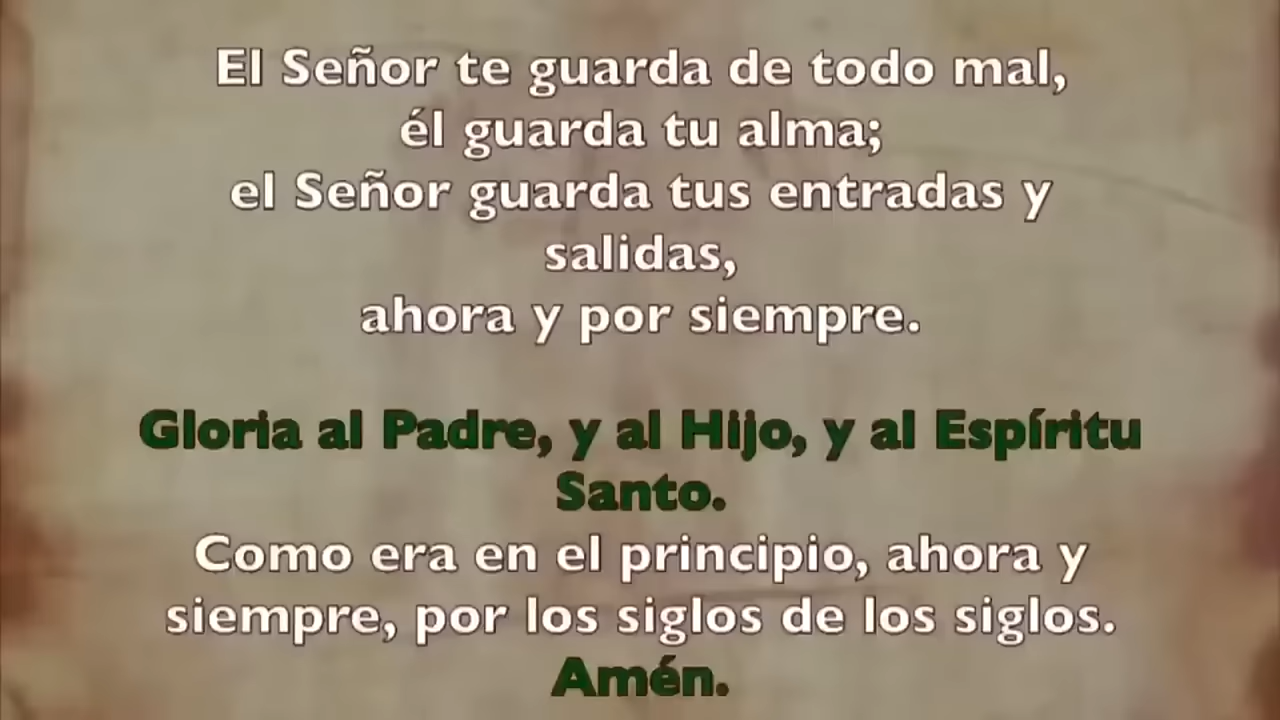 El Señor te guarda de todo mal,
él guarda tu alma;
el Señor guarda tus entradas y
salidas,
ahora y por siempre.
Gloria al Padre, y al Hijo, y al Espíritu
Santo.
Como era en el principio, ahora y
siempre, por los siglos de los siglos.
Amén.